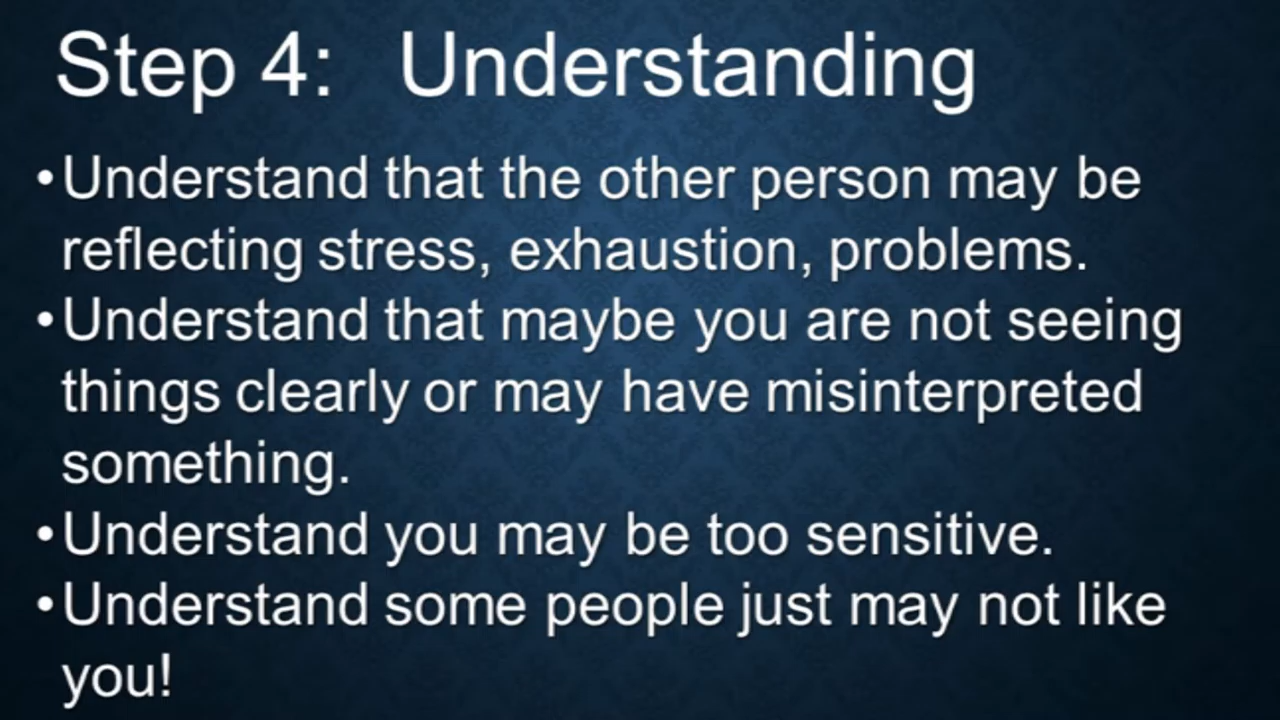 Step 4: Understanding
•Understand that the other person may be
reflecting stress, exhaustion, problems.
•Understand that maybe you are not seeing
things clearly or may have misinterpreted
something.
•Understand you may be too sensitive.
•Understand some people just may not like
you!